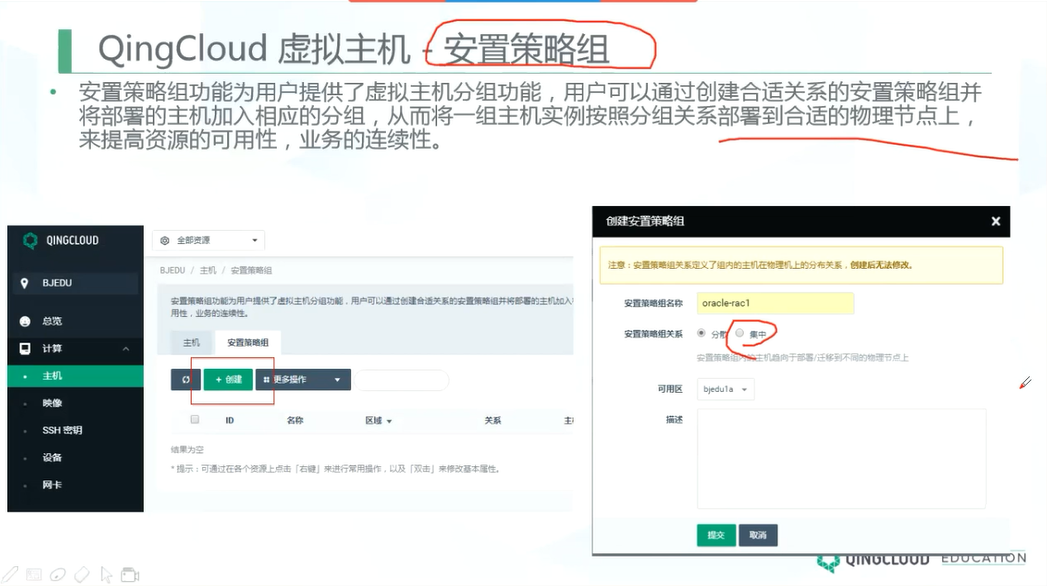 QingCloud 虚拟主机 - 安置策略组
• 安置策略组功能为用户提供了虚拟主机分组功能，用户可以通过创建合适关系的安置策略组并
将部署的主机加入相应的分组，从而将一组主机实例按照分组关系部署到合适的物理节点上，
来提高资源的可用性，业务的连续性。
QINGCLOUD
BJEDU
总览
计算
主机
映像
SSH 密钥
设备
网卡
全部资源
BJEDU / 主机 / 安置策略组
安置策略组功能为用户提供了虚拟主机分组功能，用户可以通过创建合适关系的安置策略组并将部署的主机加入
用性，业务的连续性。
主机 安置策略组
+ 创建 更多操作
ID 名称 区域 关系
结果为空
* 提示：可通过在各个资源上点击「右键」来进行常用操作，以及「双击」来修改基本属性。
创建安置策略组 ×
注意：安置策略组关系定义了组内的主机在物理机上的分布关系，创建后无法修改。
安置策略组名称 oracle-rac1
安置策略组关系 分散 集中
安置策略组内的主机趋向于部署/迁移到不同的物理节点上
可用区 bjedu1a
描述
提交 取消
QINGCLOUD EDUCATION